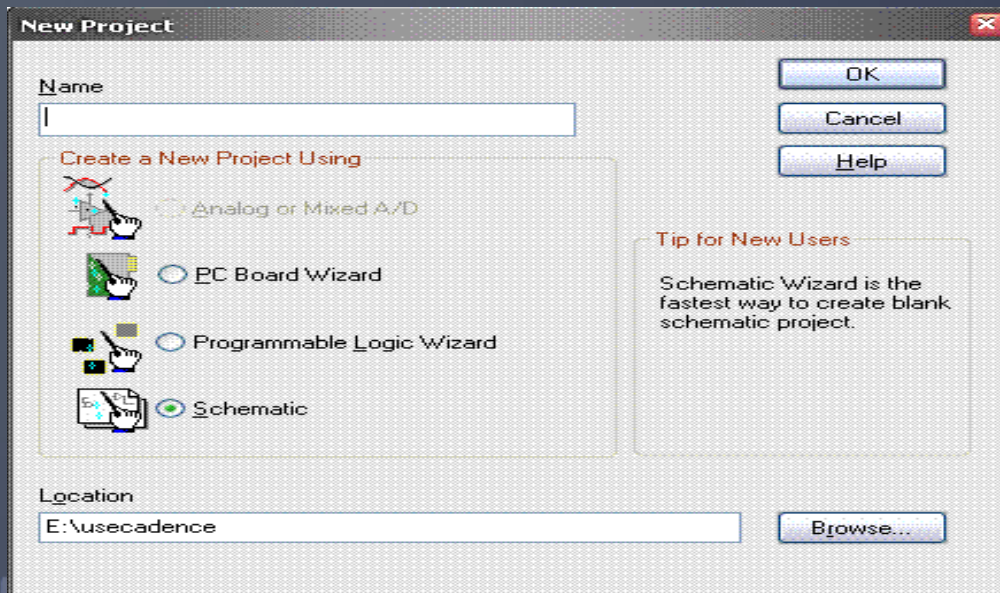 New Project
Name
OK
Cancel
Help
Create a New Project Using
Analog or Mixed A/D
PC Board Wizard
Programmable Logic Wizard
Schematic
Tip for New Users
Schematic Wizard is the
fastest way to create blank
schematic project.
Location
E:\usecadence
Browse...